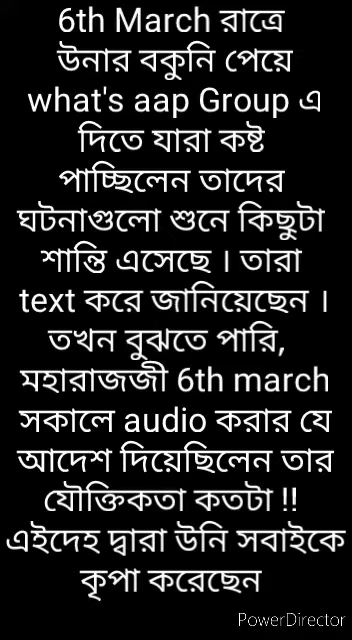 6th March রাত্রে
উনার বকুনি পেয়ে
what's aap Group এ
দিতে যারা কষ্ট
পাচ্ছিলেন তাদের
ঘটনাগুলো শুনে কিছুটা
শান্তি এসেছে । তারা
text করে জানিয়েছেন ।
তখন বুঝতে পারি,
মহারাজজী 6th march
সকালে audio করার যে
আদেশ দিয়েছিলেন তার
যৌক্তিকতা কতটা !!
এইদেহ দ্বারা উনি সবাইকে
কৃপা করেছেন
PowerDirector